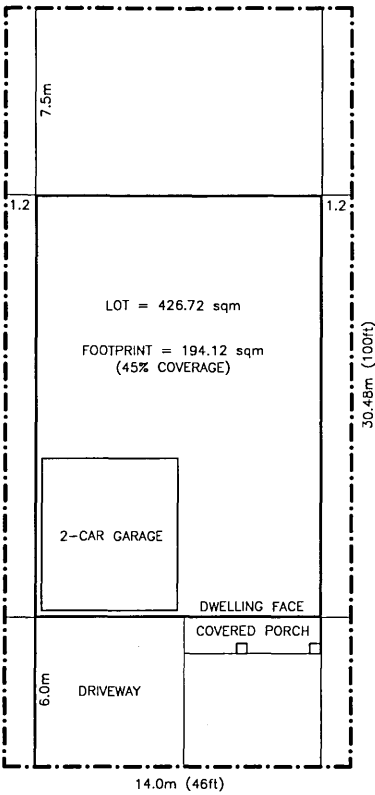 7.5m
1.2
1.2
LOT = 426.72 sqm
FOOTPRINT = 194.12 sqm
(45% COVERAGE)
30.48m (100ft)
2-CAR GARAGE
DWELLING FACE
COVERED PORCH
6.0m
DRIVEWAY
14.0m (46ft)